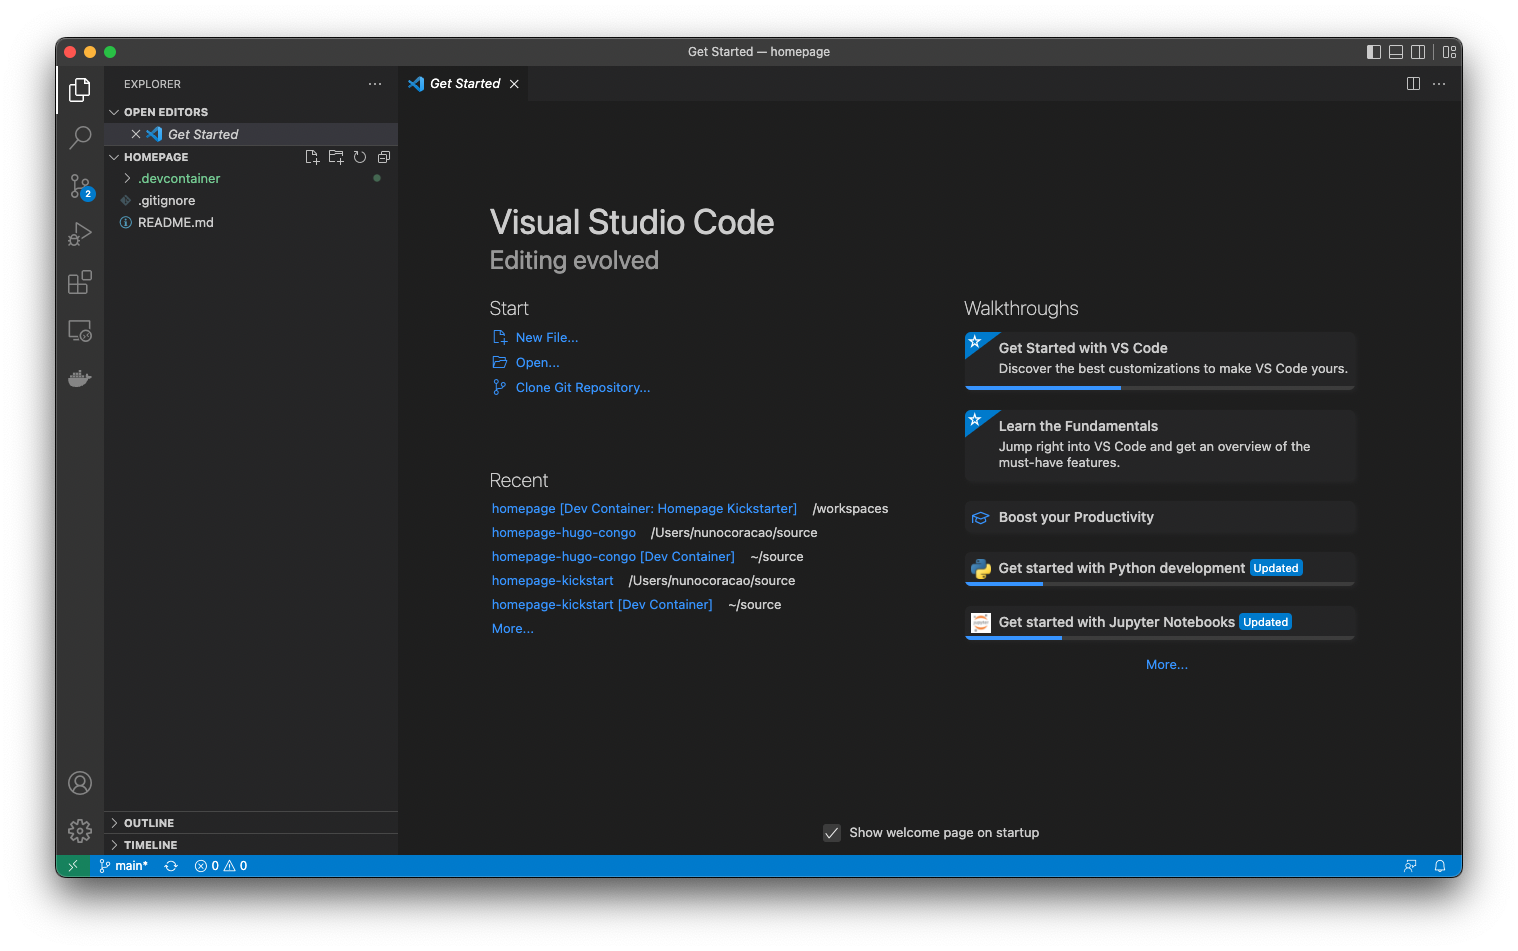 Get Started — homepage
EXPLORER
Get Started
OPEN EDITORS
Get Started
HOMEPAGE
.devcontainer
.gitignore
README.md
2
Visual Studio Code
Editing evolved
Start
New File...
Open...
Clone Git Repository...
Recent
homepage [Dev Container: Homepage Kickstarter] /workspaces
homepage-hugo-congo /Users/nunocoracao/source
homepage-hugo-congo [Dev Container] ~/source
homepage-kickstart /Users/nunocoracao/source
homepage-kickstart [Dev Container] ~/source
More...
Walkthroughs
Get Started with VS Code
Discover the best customizations to make VS Code yours.
Learn the Fundamentals
Jump right into VS Code and get an overview of the
must-have features.
Boost your Productivity
Get started with Python development Updated
Get started with Jupyter Notebooks Updated
More...
Show welcome page on startup
OUTLINE
TIMELINE
main* 0 0